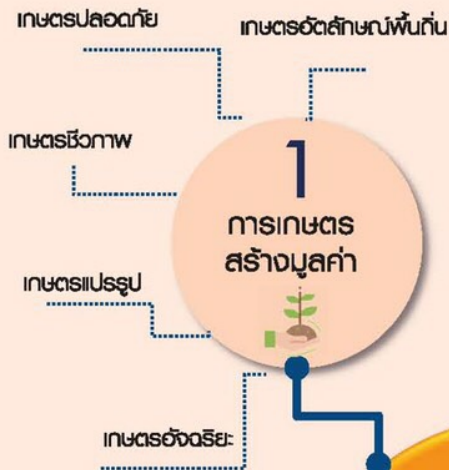 เกษตรปลอดภัย
เกษตรอัตลักษณ์พื้นถิ่น
เกษตรชีวภาพ
1
การเกษตร
สร้างมูลค่า
เกษตรแปรรูป
เกษตรอัจฉริยะ